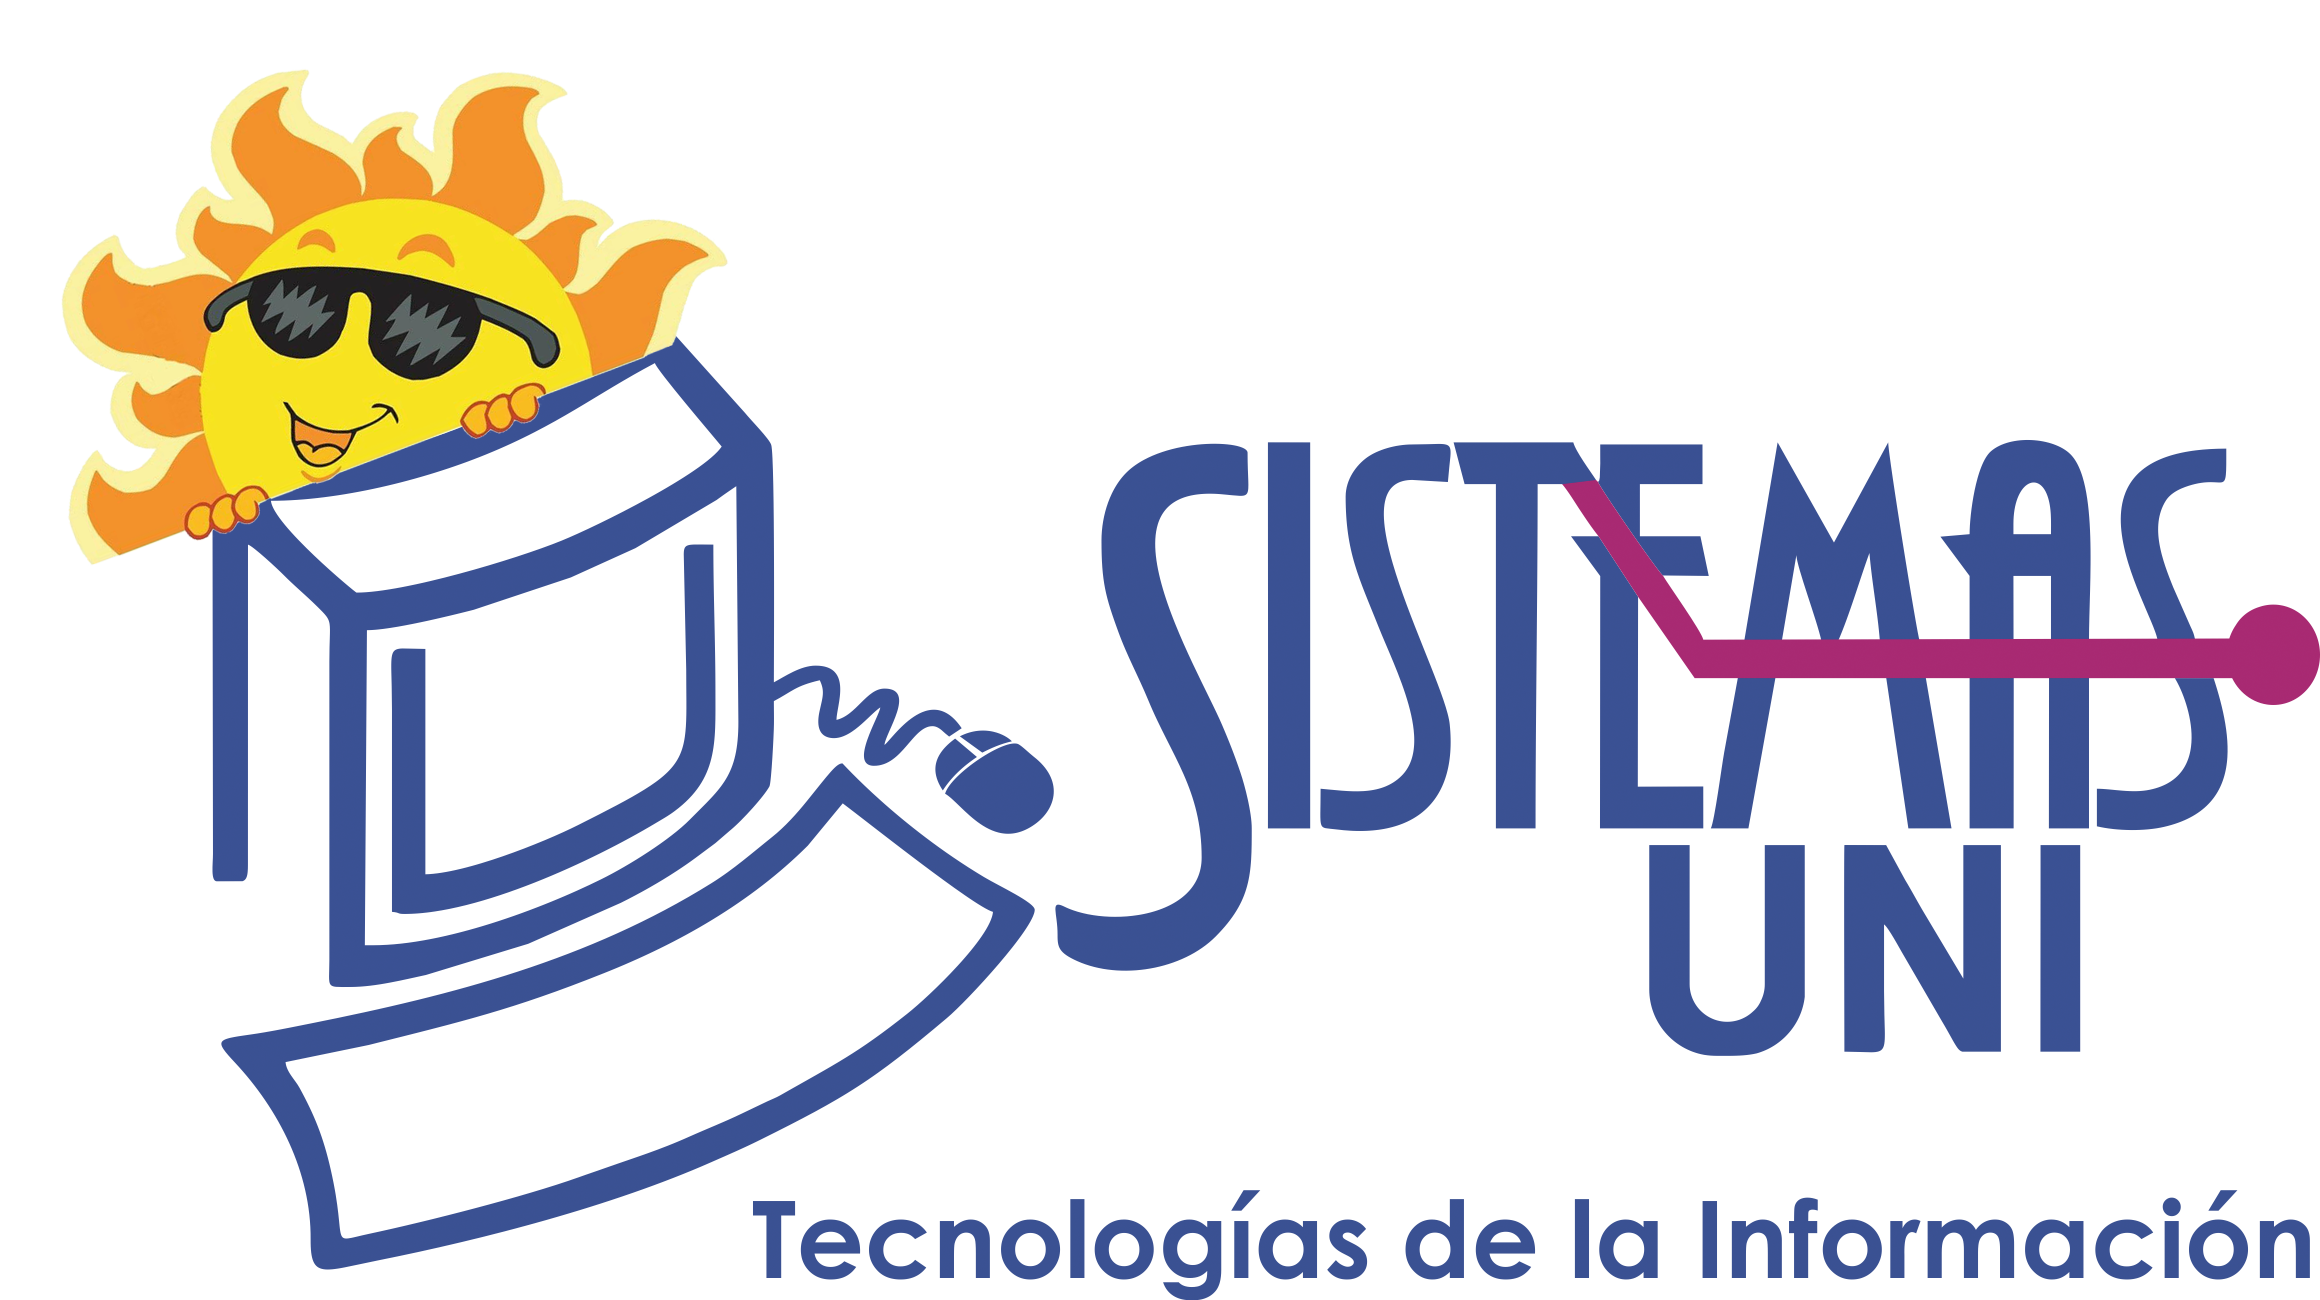 SISTEMAS
UNI
Tecnologías de la Información